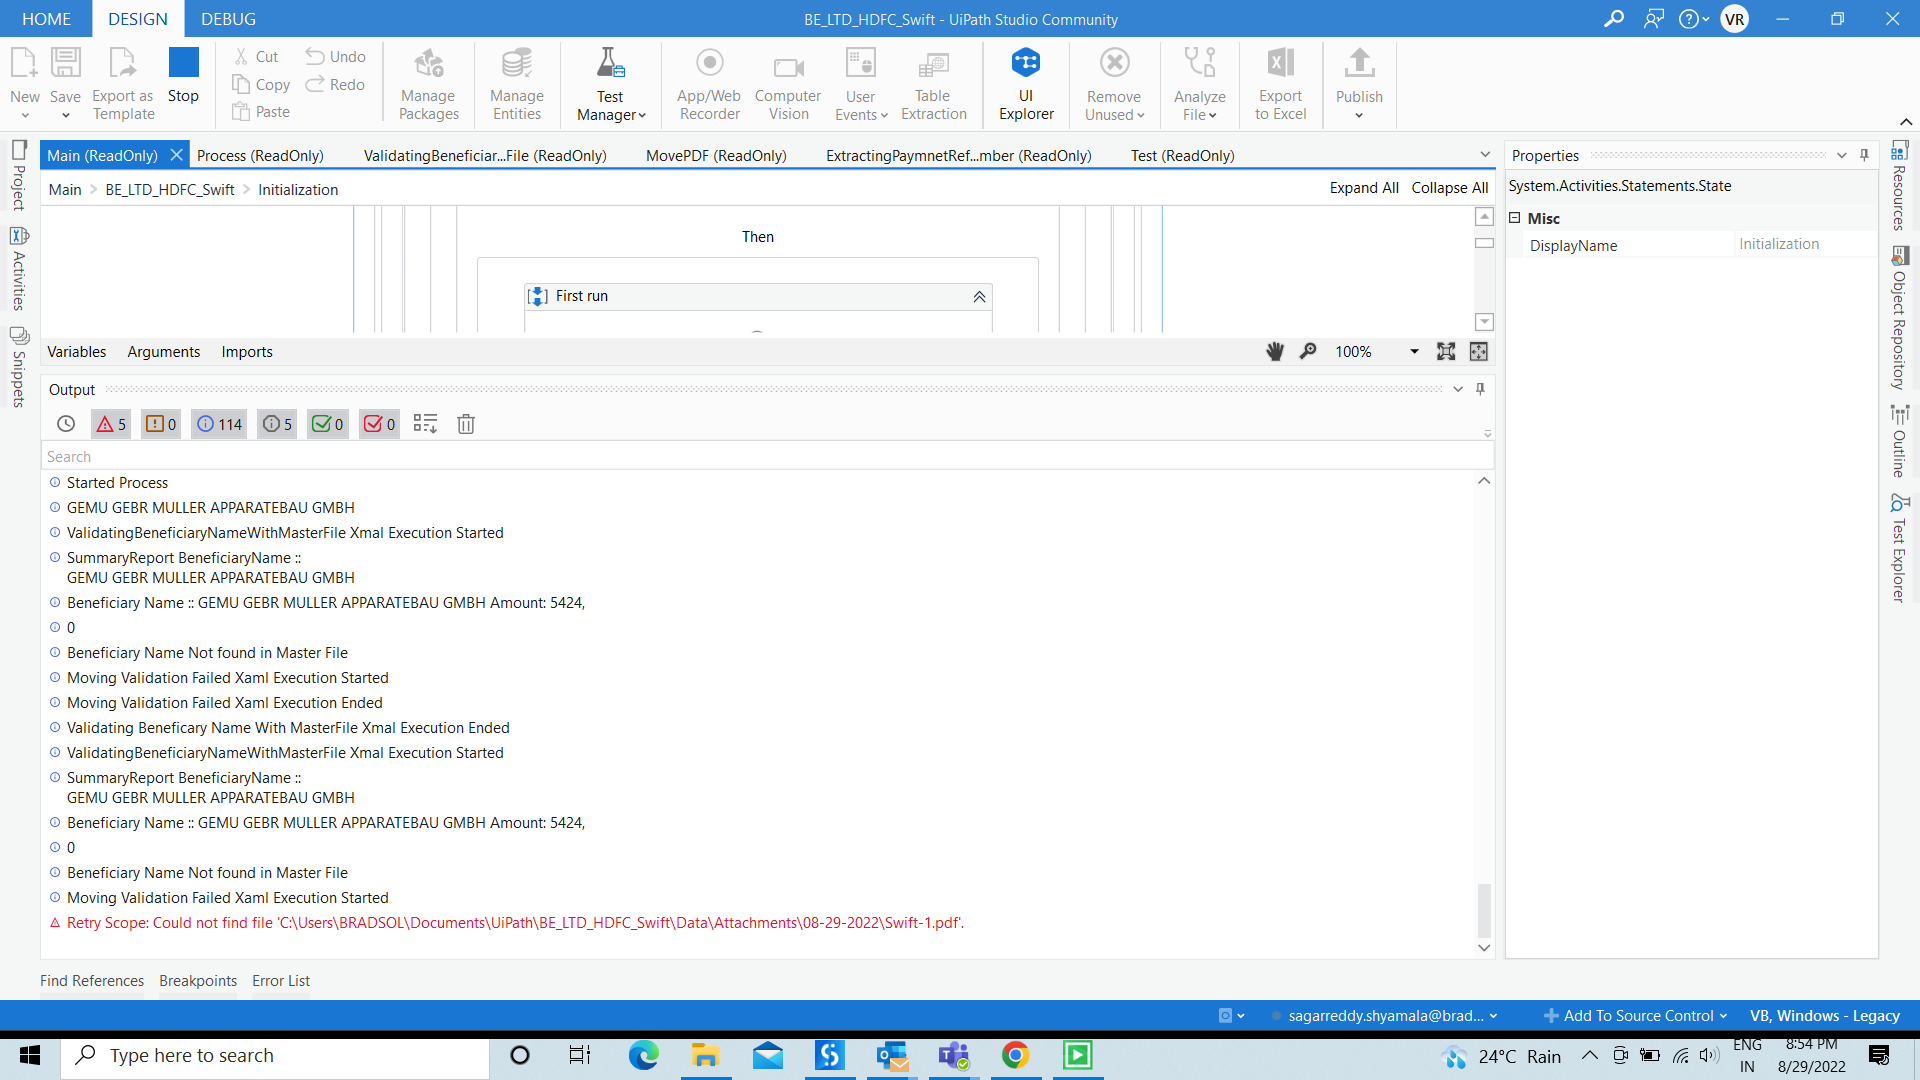 HOME
DESIGN
DEBUG
BE_LTD_HDFC_Swift - UiPath Studio Community
VR
New
Save
Export as
Template
Stop
Cut
Copy
Paste
Undo
Redo
Manage
Packages
Manage
Entities
Test
Manager
App/Web
Recorder
Computer
Vision
User
Events
Table
Extraction
UI
Explorer
Remove
Unused
Analyze
File
Export
to Excel
Publish
Main (ReadOnly)
Process (ReadOnly)
ValidatingBeneficiar...File (ReadOnly)
MovePDF (ReadOnly)
ExtractingPaymnetRef...mber (ReadOnly)
Test (ReadOnly)
Main > BE_LTD_HDFC_Swift > Initialization
Expand All
Collapse All
Then
First run
Variables
Arguments
Imports
100%
Output
5
0
114
5
0
0
Search
Started Process
GEMU GEBR MULLER APPARATEBAU GMBH
ValidatingBeneficiaryNameWithMasterFile Xmal Execution Started
SummaryReport BeneficiaryName ::
GEMU GEBR MULLER APPARATEBAU GMBH
Beneficiary Name :: GEMU GEBR MULLER APPARATEBAU GMBH Amount: 5424,
0
Beneficiary Name Not found in Master File
Moving Validation Failed Xaml Execution Started
Moving Validation Failed Xaml Execution Ended
Validating Beneficary Name With MasterFile Xmal Execution Ended
ValidatingBeneficiaryNameWithMasterFile Xmal Execution Started
SummaryReport BeneficiaryName ::
GEMU GEBR MULLER APPARATEBAU GMBH
Beneficiary Name :: GEMU GEBR MULLER APPARATEBAU GMBH Amount: 5424,
0
Beneficiary Name Not found in Master File
Moving Validation Failed Xaml Execution Started
Retry Scope: Could not find file 'C:\Users\BRADSOL\Documents\UiPath\BE_LTD_HDFC_Swift\Data\Attachments\08-29-2022\Swift-1.pdf'.
Find References
Breakpoints
Error List
Project
Activities
Snippets
Properties
System.Activities.Statements.State
Misc
DisplayName
Initialization
Resources
Object Repository
Outline
Test Explorer
sagarreddy.shyamala@brad...
Add To Source Control
VB, Windows - Legacy
Type here to search
24°C Rain
ENG
IN
8:54 PM
8/29/2022